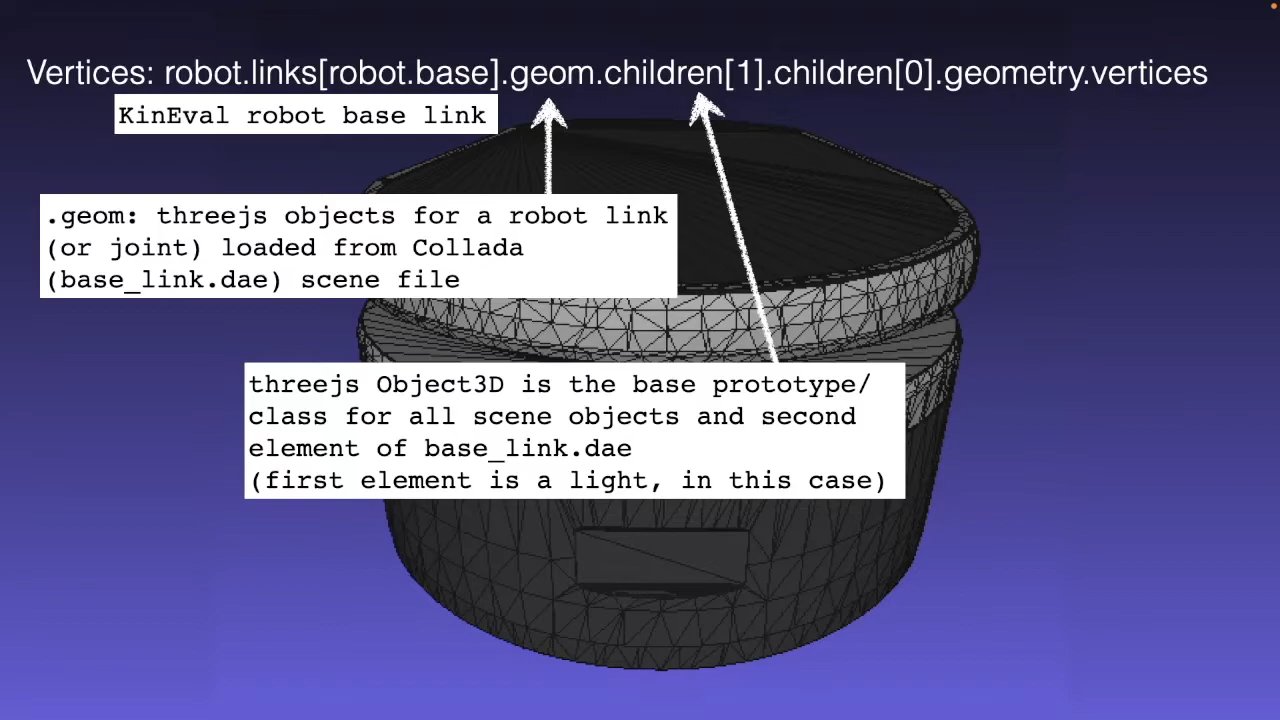 Vertices: robot.links[robot.base].geom.children[1].children[0].geometry.vertices
KinEval robot base link
.geom: threejs objects for a robot link
(or joint) loaded from Collada
(base_link.dae) scene file
threejs Object3D is the base prototype/
class for all scene objects and second
element of base_link.dae
(first element is a light, in this case)